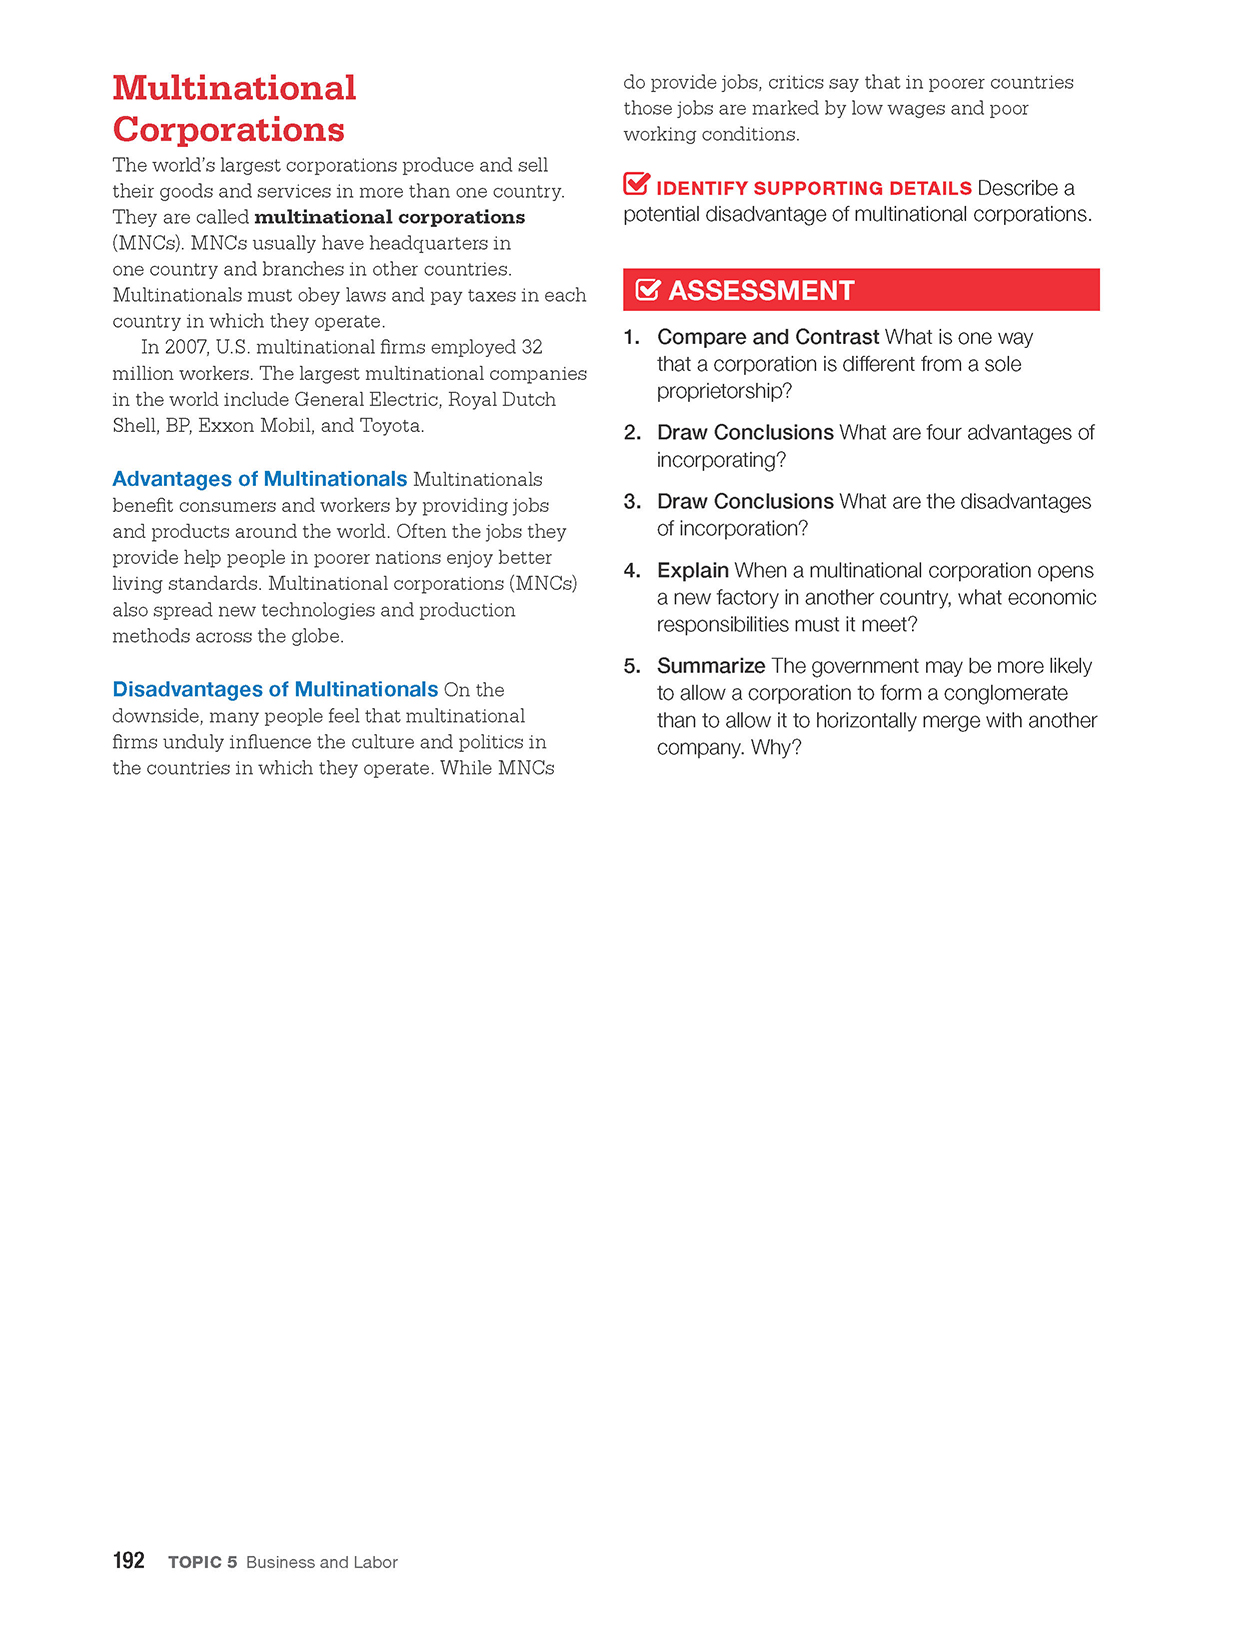 Multinational
Corporations
The world's largest corporations produce and sell
their goods and services in more than one country.
They are called multinational corporations
(MNCs). MNCs usually have headquarters in
one country and branches in other countries.
Multinationals must obey laws and pay taxes in each
country in which they operate.
In 2007, U.S. multinational firms employed 32
million workers. The largest multinational companies
in the world include General Electric, Royal Dutch
Shell, BP, Exxon Mobil, and Toyota.
Advantages of Multinationals Multinationals
benefit consumers and workers by providing jobs
and products around the world. Often the jobs they
provide help people in poorer nations enjoy better
living standards. Multinational corporations (MNCs)
also spread new technologies and production
methods across the globe.
Disadvantages of Multinationals On the
downside, many people feel that multinational
firms unduly influence the culture and politics in
the countries in which they operate. While MNCs
do provide jobs, critics say that in poorer countries
those jobs are marked by low wages and poor
working conditions.
IDENTIFY SUPPORTING DETAILS Describe a
potential disadvantage of multinational corporations.
ASSESSMENT
1. Compare and Contrast What is one way
that a corporation is different from a sole
proprietorship?
2. Draw Conclusions What are four advantages of
incorporating?
3. Draw Conclusions What are the disadvantages
of incorporation?
4. Explain When a multinational corporation opens
a new factory in another country, what economic
responsibilities must it meet?
5. Summarize The government may be more likely
to allow a corporation to form a conglomerate
than to allow it to horizontally merge with another
company. Why?
192 TOPIC 5 Business and Labor